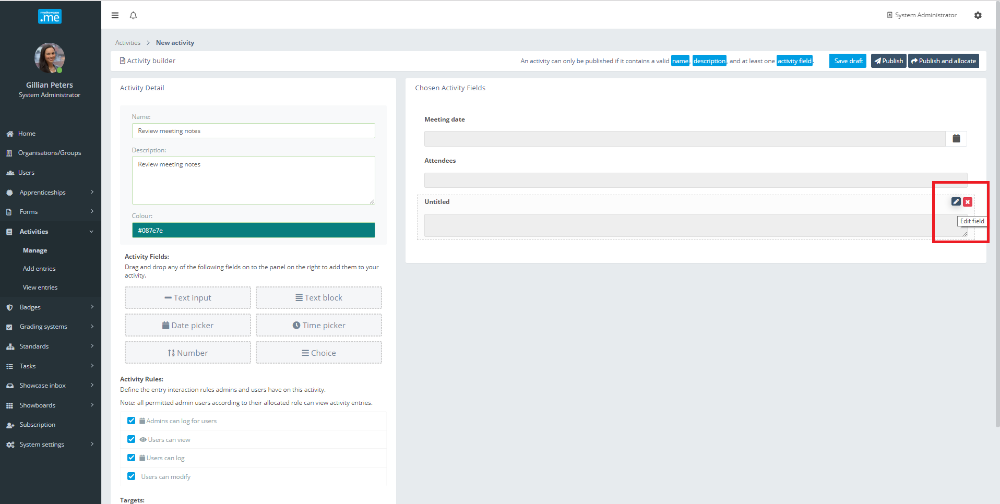 myshowcase
.me
System Administrator
Gillian Peters
System Administrator
Home
Organisations/Groups
Users
Apprenticeships
Forms
Activities
Manage
Add entries
View entries
Badges
Grading systems
Standards
Tasks
Showcase inbox
Showboards
Subscription
System settings
Activities > New activity
Activity builder
An activity can only be published if it contains a valid name, description, and at least one activity field.
Save draft
Publish
Publish and allocate
Activity Detail
Name:
Review meeting notes
Description:
Review meeting notes
Colour:
#087e7e
Activity Fields:
Drag and drop any of the following fields on to the panel on the right to add them to your
activity.
Text input
Text block
Date picker
Time picker
Number
Choice
Activity Rules:
Define the entry interaction rules admins and users have on this activity.
Note: all permitted admin users according to their allocated role can view activity entries.
Admins can log for users
Users can view
Users can log
Users can modify
Targets:
Chosen Activity Fields
Meeting date
Attendees
Untitled
Edit field